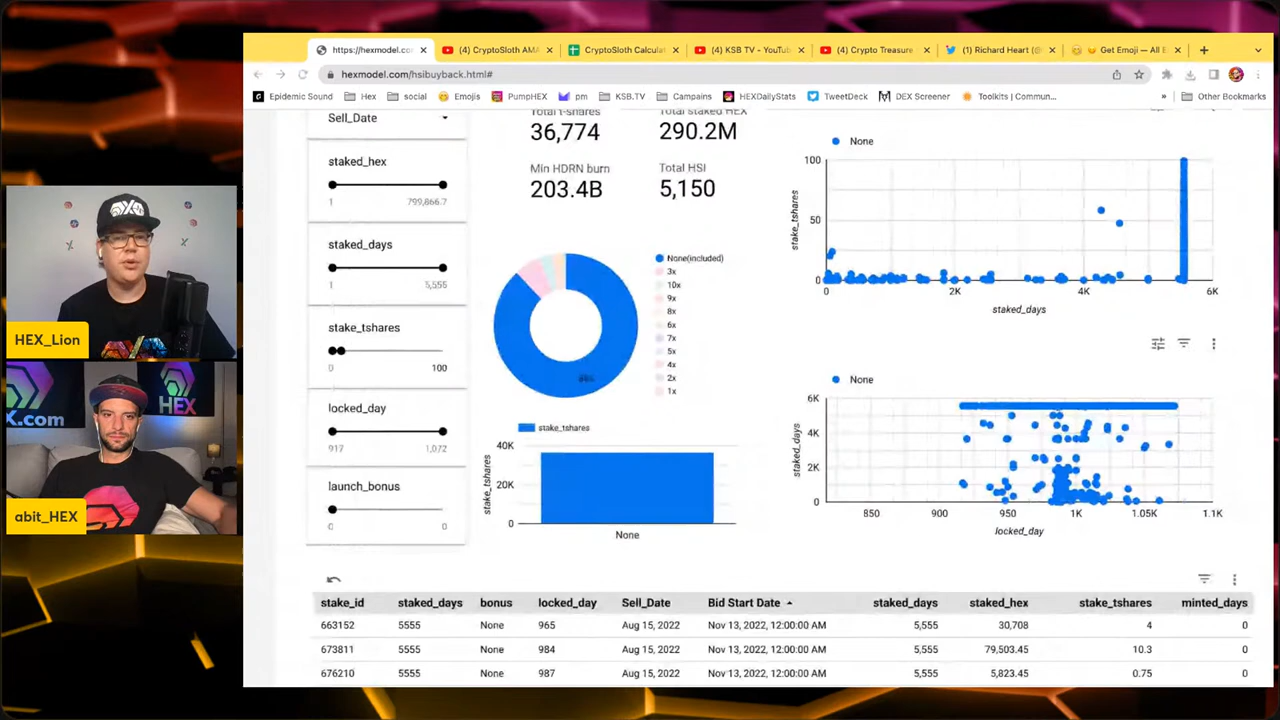 https://hexmodel.co
(4) CryptoSloth AMA
CryptoSloth Calculat
(4) KSB TV - YouTub
(4) Crypto Treasure
(1) Richard Heart (@
Get Emoji — All E
hexmodel.com/hsibuyback.html#
Epidemic Sound
Hex
social
Emojis
PumpHEX
pm
KSB.TV
Campains
HEXDailyStats
TweetDeck
DEX Screener
Toolkits (Commun...
»
Other Bookmarks
Sell_Date
staked_hex
1
799,866.7
staked_days
1
5,555
stake_tshares
0
100
locked_day
917
1,072
launch_bonus
0
0
Total t-shares
36,774
Total staked HEX
290.2M
Min HDRN burn
203.4B
Total HSI
5,150
None(included)
3x
10x
9x
8x
6x
7x
5x
4x
2x
1x
stake_tshares
40K
20K
0
stake_tshares
None
None
100
50
0
stake_tshares
0
2K
4K
6K
staked_days
None
6K
4K
2K
0
staked_days
850
900
950
1K
1.05K
1.1K
locked_day
stake_id staked_days bonus locked_day Sell_Date Bid Start Date staked_days staked_hex stake_tshares minted_days
663152 5555 None 965 Aug 15, 2022 Nov 13, 2022, 12:00:00 AM 5,555 30,708 4 0
673811 5555 None 984 Aug 15, 2022 Nov 13, 2022, 12:00:00 AM 5,555 79,503.45 10.3 0
676210 5555 None 987 Aug 15, 2022 Nov 13, 2022, 12:00:00 AM 5,555 5,823.45 0.75 0
HEX_Lion
X.com
HEX
abit_HEX